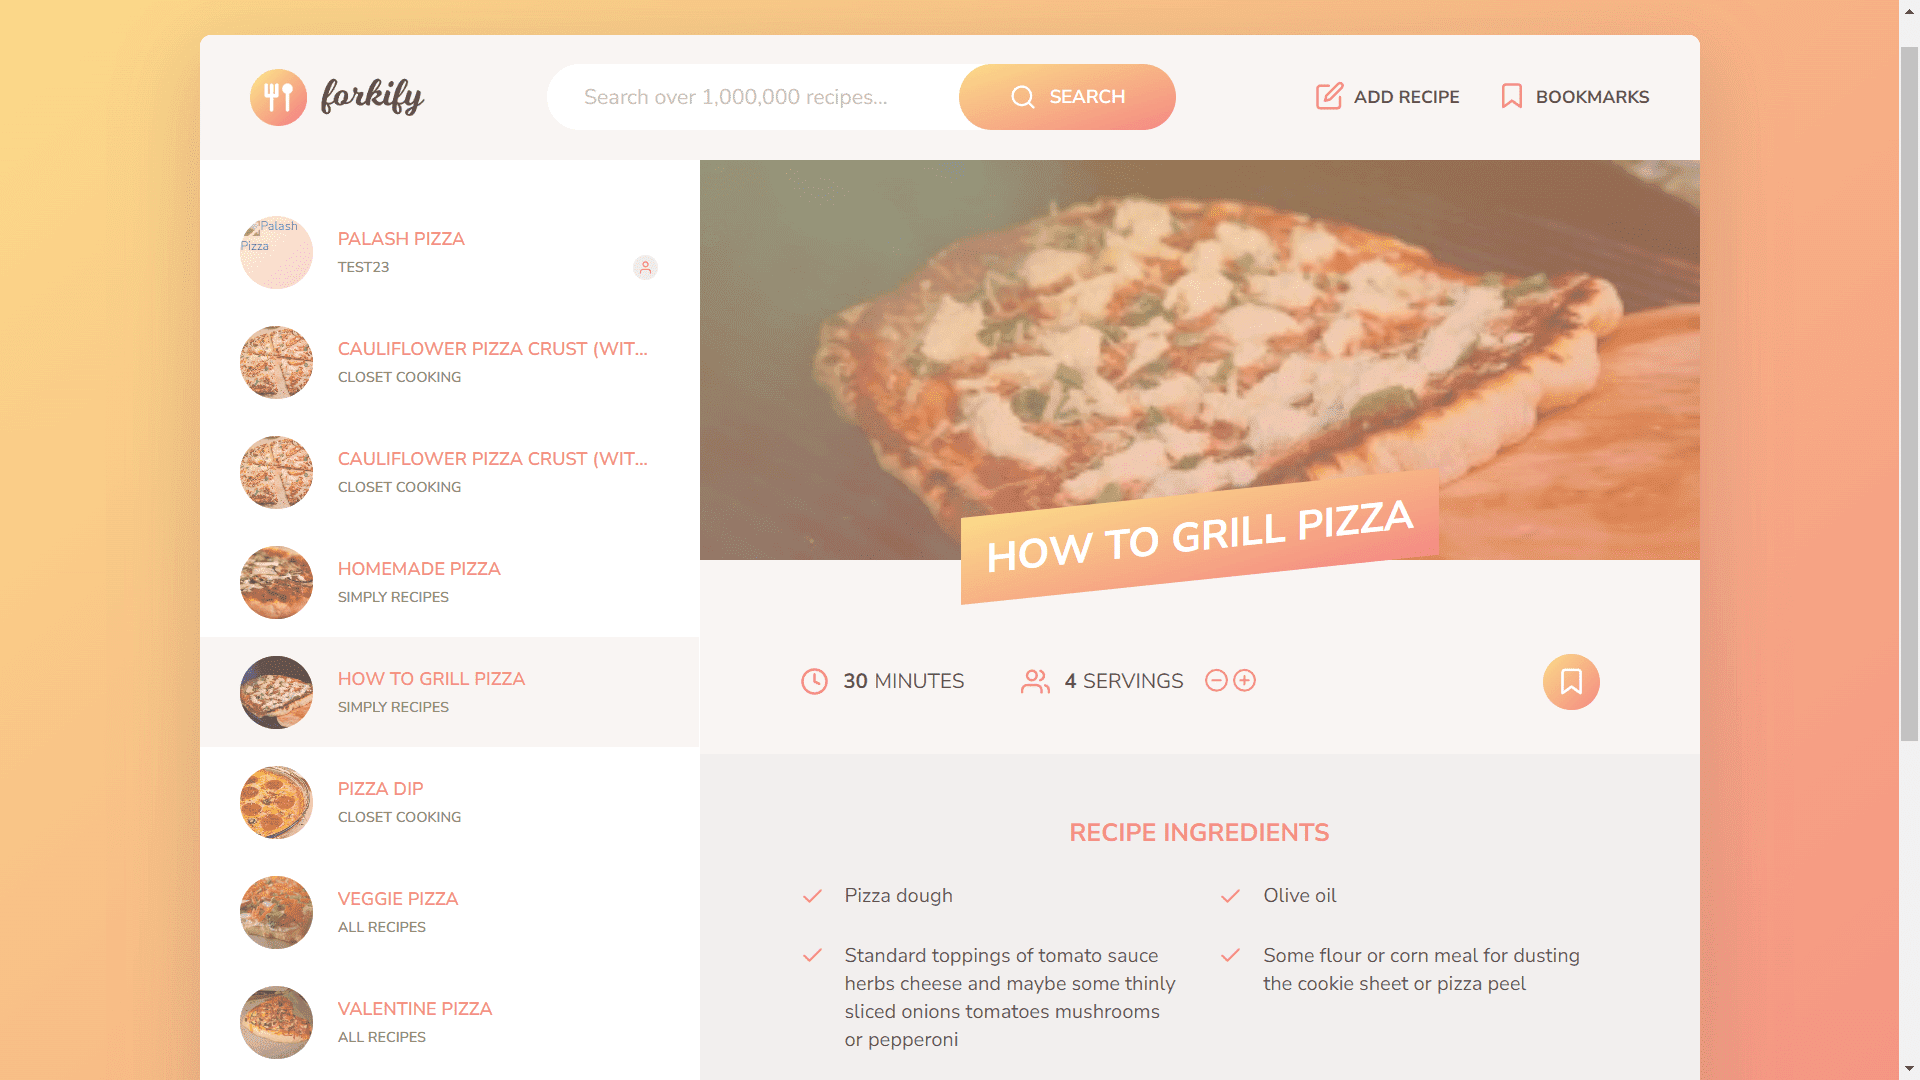 forkify
Search over 1,000,000 recipes...
SEARCH
ADD RECIPE
BOOKMARKS
Palash
Pizza
PALASH PIZZA
TEST23
CAULIFLOWER PIZZA CRUST (WIT...
CLOSET COOKING
CAULIFLOWER PIZZA CRUST (WIT...
CLOSET COOKING
HOMEMADE PIZZA
SIMPLY RECIPES
HOW TO GRILL PIZZA
SIMPLY RECIPES
PIZZA DIP
CLOSET COOKING
VEGGIE PIZZA
ALL RECIPES
VALENTINE PIZZA
ALL RECIPES
HOW TO GRILL PIZZA
30 MINUTES
4 SERVINGS
RECIPE INGREDIENTS
Pizza dough
Olive oil
Standard toppings of tomato sauce
herbs cheese and maybe some thinly
sliced onions tomatoes mushrooms
or pepperoni
Some flour or corn meal for dusting
the cookie sheet or pizza peel